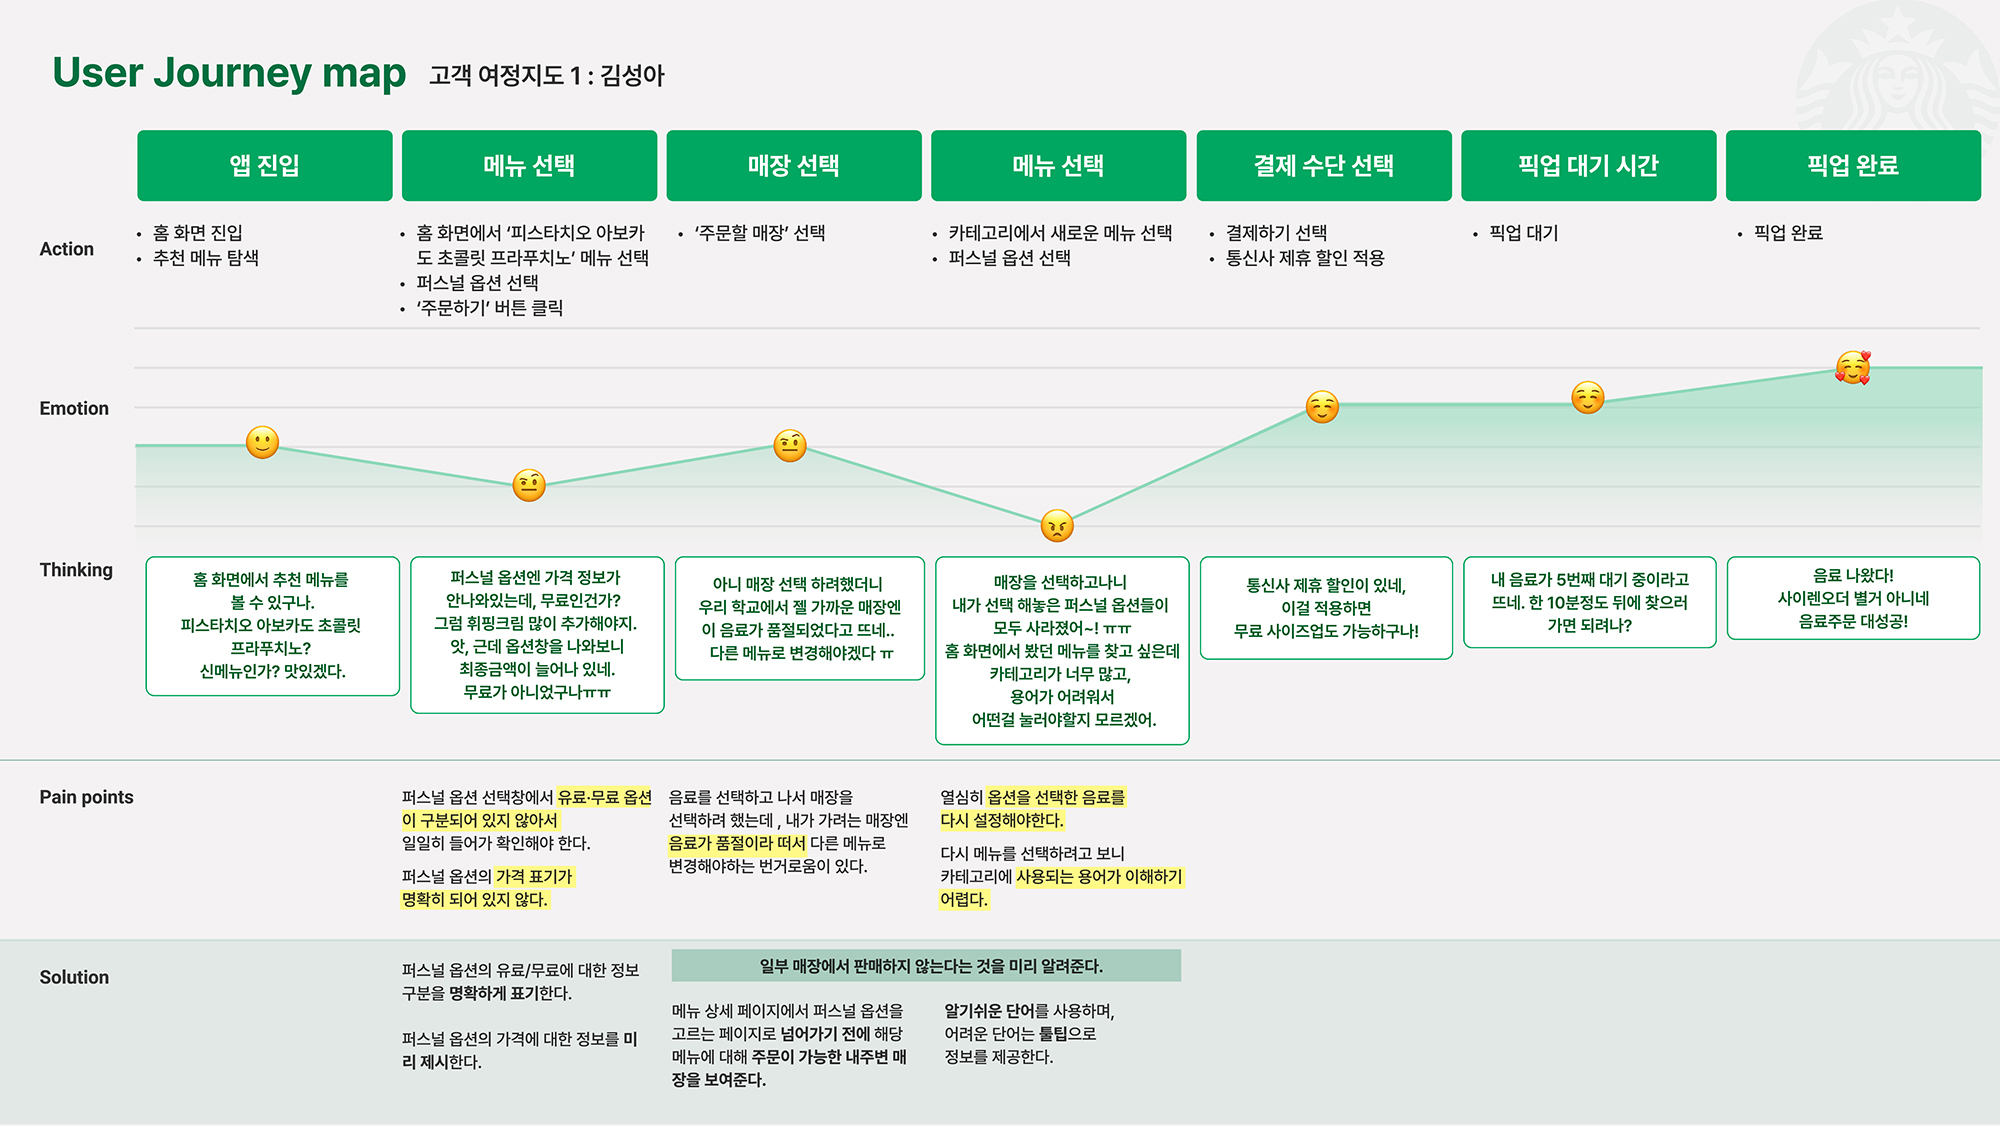 User Journey map 고객 여정지도 1 : 김성아
앱 진입
메뉴 선택
매장 선택
메뉴 선택
결제 수단 선택
픽업 대기 시간
픽업 완료
Action
• 홈 화면 진입
• 추천 메뉴 탐색
• 홈 화면에서 ‘피스타치오 아보카
도 초콜릿 프라푸치노’ 메뉴 선택
• 퍼스널 옵션 선택
• ‘주문하기’ 버튼 클릭
• ‘주문할 매장’ 선택
• 카테고리에서 새로운 메뉴 선택
• 퍼스널 옵션 선택
• 결제하기 선택
• 통신사 제휴 할인 적용
• 픽업 대기
• 픽업 완료
Emotion
Thinking
홈 화면에서 추천 메뉴를
볼 수 있구나.
피스타치오 아보카도 초콜릿
프라푸치노?
신메뉴인가? 맛있겠다.
퍼스널 옵션엔 가격 정보가
안나와있는데, 무료인건가?
그럼 휘핑크림 많이 추가해야지.
앗, 근데 옵션창을 나와보니
최종금액이 늘어나 있네.
무료가 아니었구나ㅠㅠ
아니 매장 선택 하려했더니
우리 학교에서 젤 가까운 매장엔
이 음료가 품절되었다고 뜨네..
다른 메뉴로 변경해야겠다 ㅠ
매장을 선택하고나니
내가 선택 해놓은 퍼스널 옵션들이
모두 사라졌어~! ㅠㅠ
홈 화면에서 봤던 메뉴를 찾고 싶은데
카테고리가 너무 많고,
용어가 어려워서
어떤걸 눌러야할지 모르겠어.
통신사 제휴 할인이 있네,
이걸 적용하면
무료 사이즈업도 가능하구나!
내 음료가 5번째 대기 중이라고
뜨네. 한 10분정도 뒤에 찾으러
가면 되려나?
음료 나왔다!
사이렌오더 별거 아니네
음료주문 대성공!
Pain points
퍼스널 옵션 선택창에서 유료·무료 옵션
이 구분되어 있지 않아서
일일히 들어가 확인해야 한다.
퍼스널 옵션의 가격 표기가
명확히 되어 있지 않다.
음료를 선택하고 나서 매장을
선택하려 했는데 , 내가 가려는 매장엔
음료가 품절이라 떠서 다른 메뉴로
변경해야하는 번거로움이 있다.
열심히 옵션을 선택한 음료를
다시 설정해야한다.
다시 메뉴를 선택하려고 보니
카테고리에 사용되는 용어가 이해하기
어렵다.
Solution
퍼스널 옵션의 유료/무료에 대한 정보
구분을 명확하게 표기한다.
퍼스널 옵션의 가격에 대한 정보를 미
리 제시한다.
일부 매장에서 판매하지 않는다는 것을 미리 알려준다.
메뉴 상세 페이지에서 퍼스널 옵션을
고르는 페이지로 넘어가기 전에 해당
메뉴에 대해 주문이 가능한 내주변 매
장을 보여준다.
알기쉬운 단어를 사용하며,
어려운 단어는 툴팁으로
정보를 제공한다.